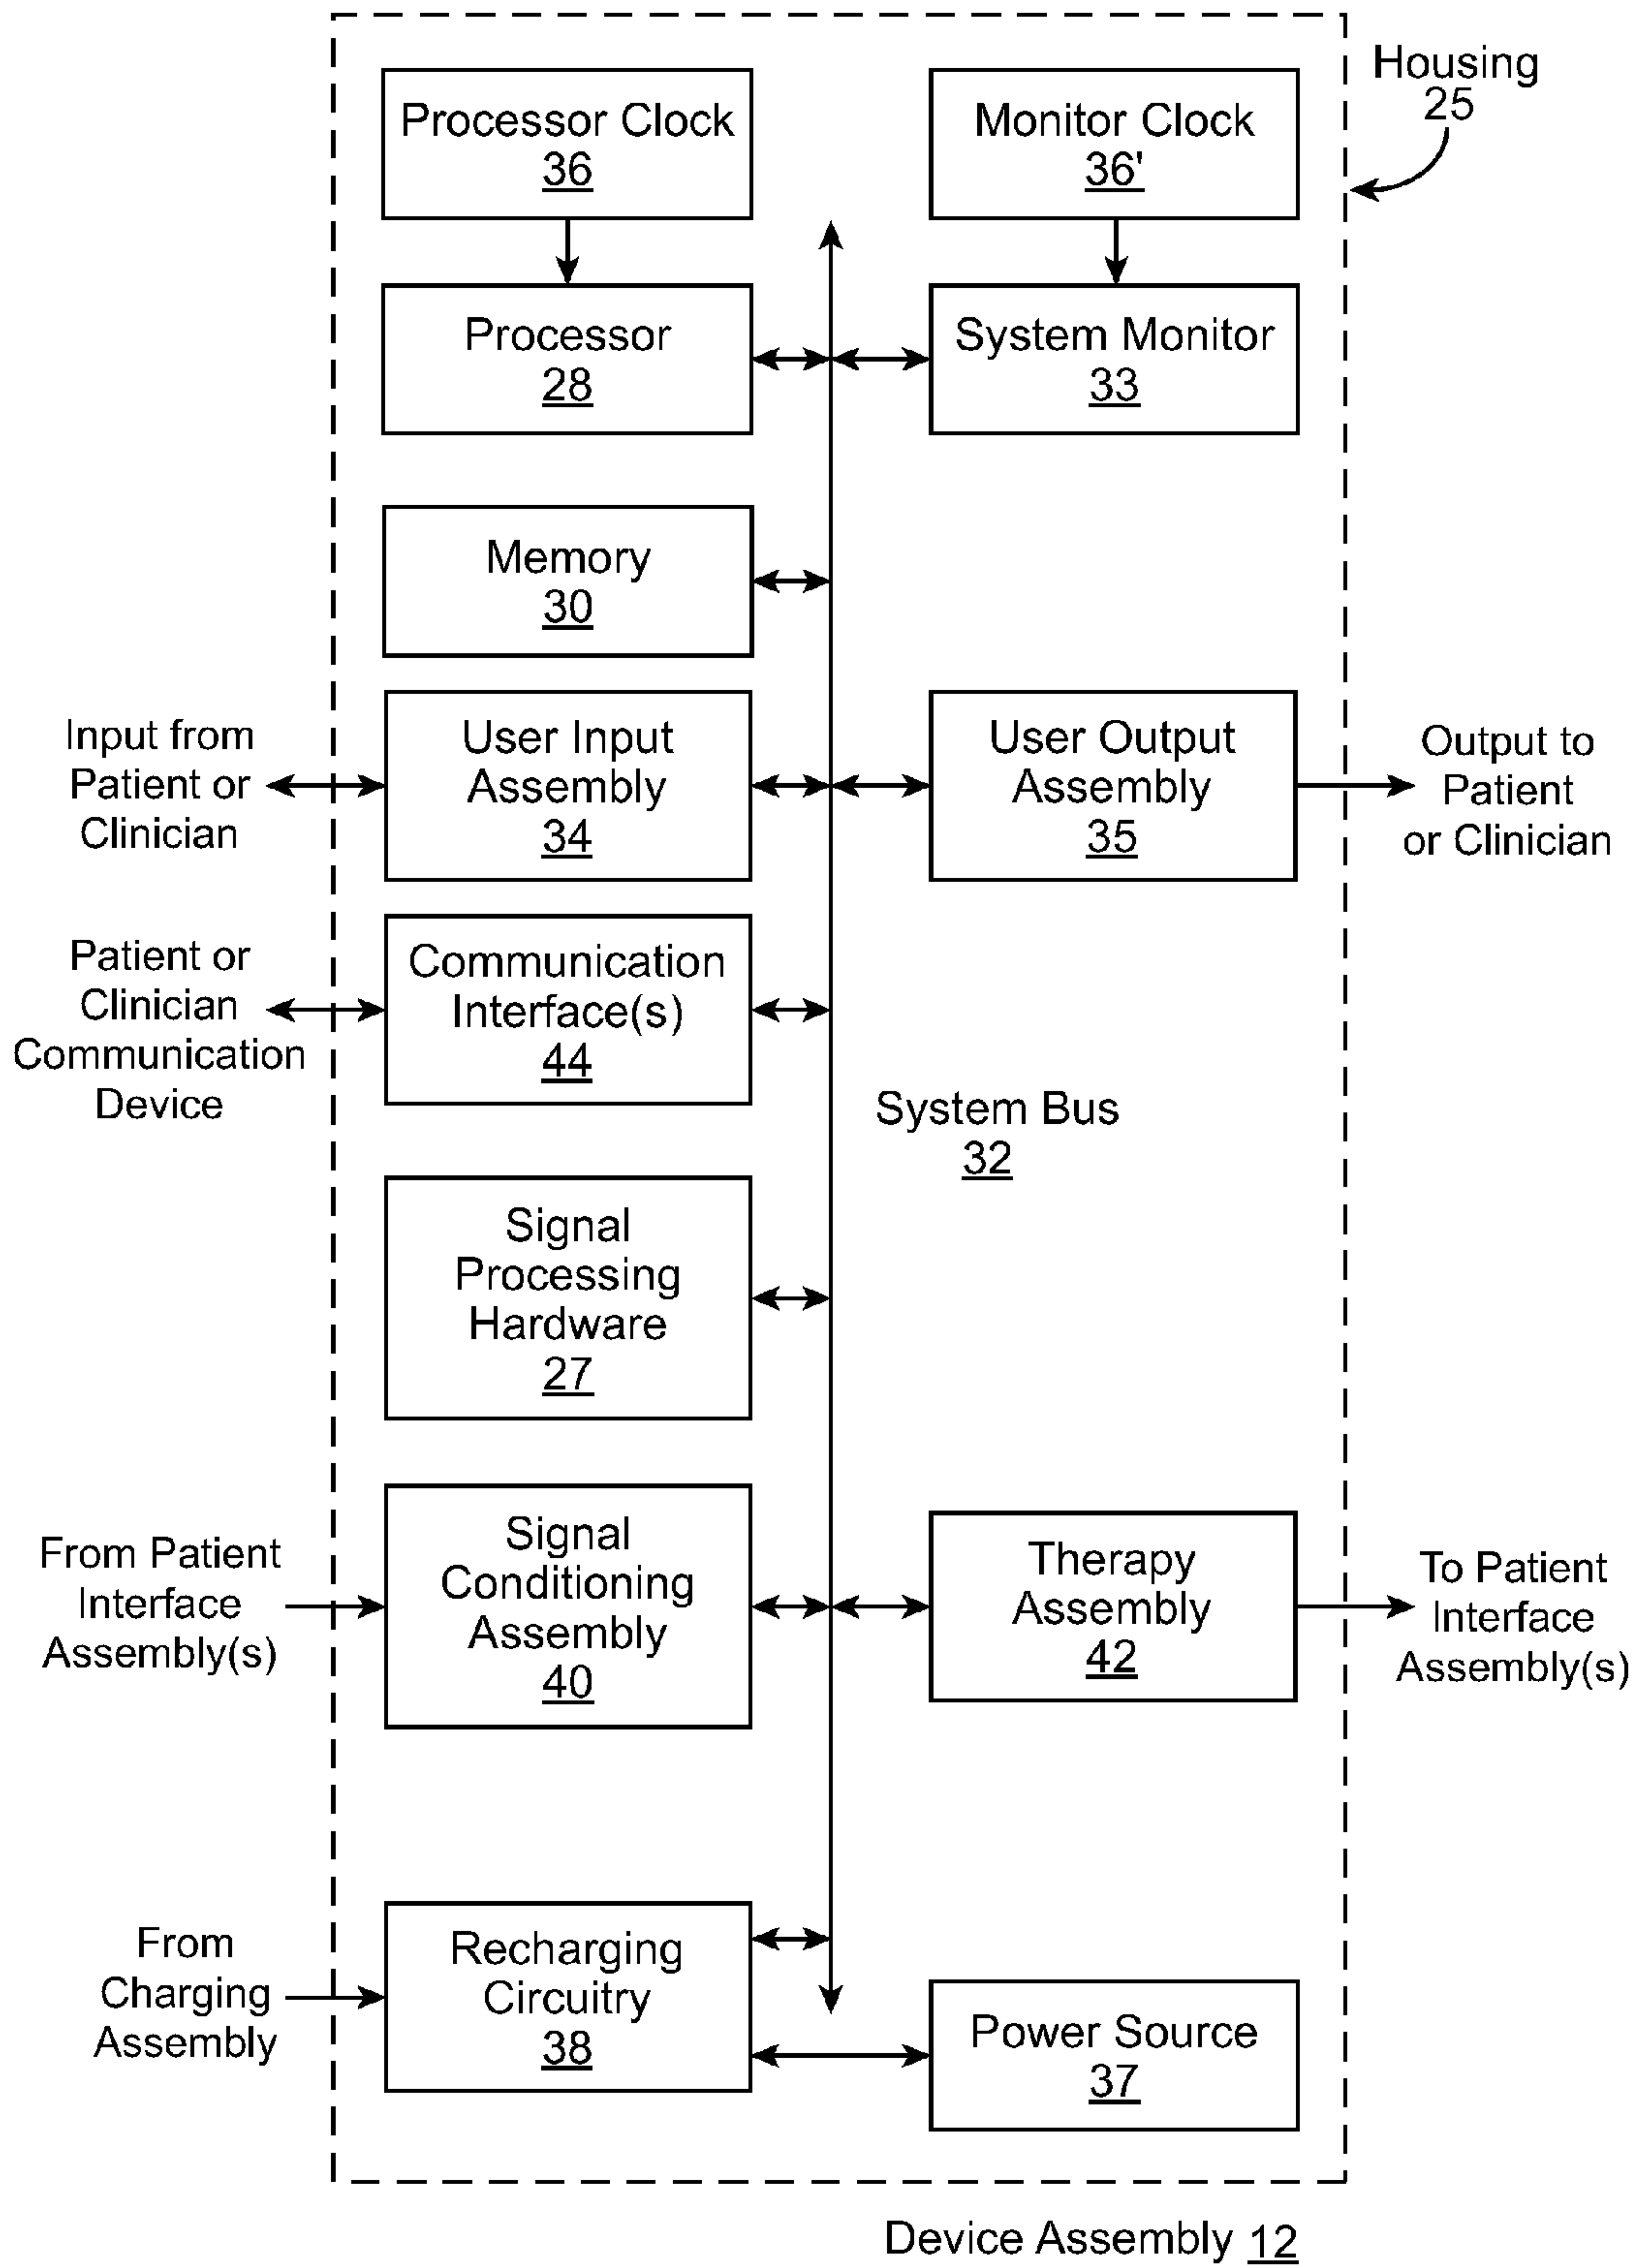 Housing
25
Processor Clock
36
Monitor Clock
36'
Processor
28
System Monitor
33
Memory
30
Input from
Patient or
Clinician
User Input
Assembly
34
User Output
Assembly
35
Output to
Patient
or Clinician
Patient or
Clinician
Communication
Device
Communication
Interface(s)
44
System Bus
32
Signal
Processing
Hardware
27
From Patient
Interface
Assembly(s)
Signal
Conditioning
Assembly
40
Therapy
Assembly
42
To Patient
Interface
Assembly(s)
From
Charging
Assembly
Recharging
Circuitry
38
Power Source
37
Device Assembly 12